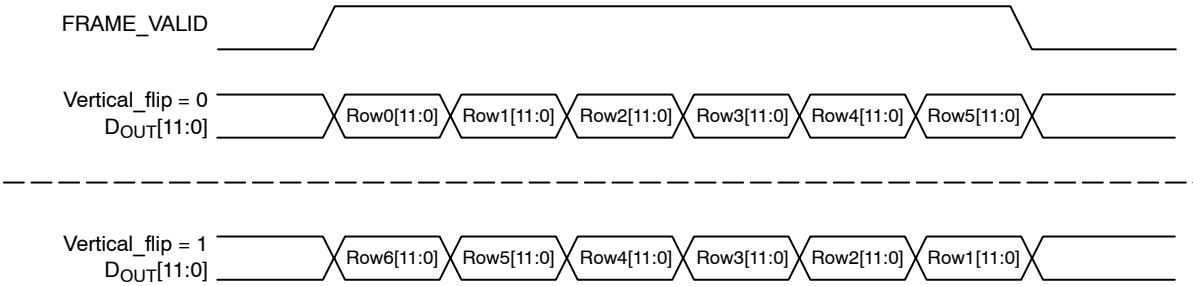 FRAME_VALID
Vertical_flip = 0
DOUT[11:0]
Row0[11:0] Row1[11:0] Row2[11:0] Row3[11:0] Row4[11:0] Row5[11:0]
Vertical_flip = 1
DOUT[11:0]
Row6[11:0] Row5[11:0] Row4[11:0] Row3[11:0] Row2[11:0] Row1[11:0]